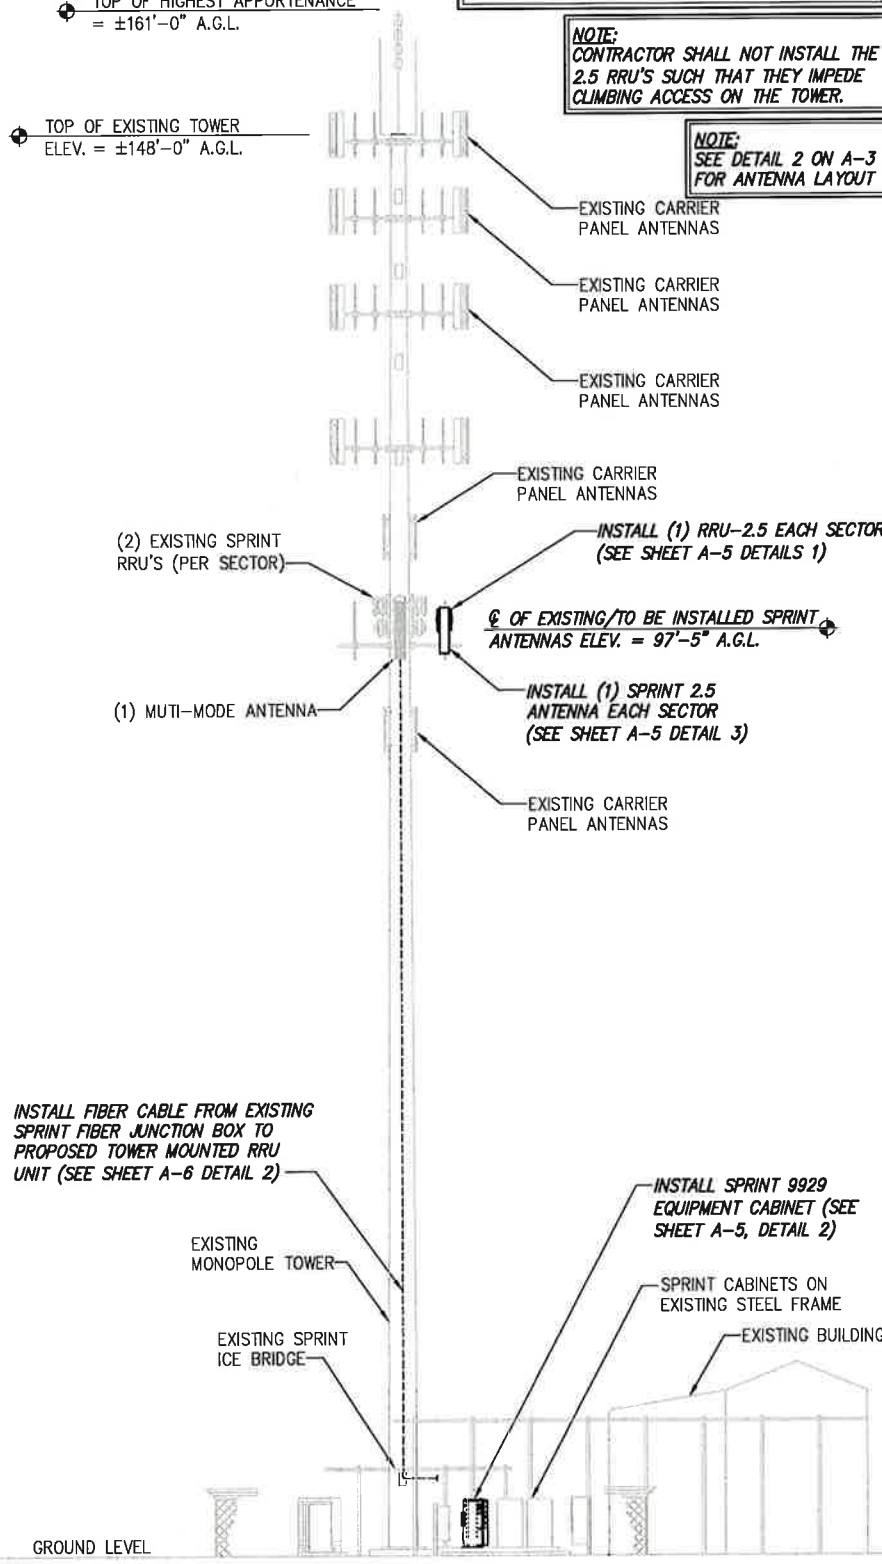 TOP OF HIGHEST APPURTENANCE
= ±161'-0" A.G.L.
NOTE:
CONTRACTOR SHALL NOT INSTALL THE
2.5 RRU'S SUCH THAT THEY IMPEDE
CLIMBING ACCESS ON THE TOWER.
TOP OF EXISTING TOWER
ELEV. = ±148'-0" A.G.L.
NOTE:
SEE DETAIL 2 ON A-3
FOR ANTENNA LAYOUT
EXISTING CARRIER
PANEL ANTENNAS
EXISTING CARRIER
PANEL ANTENNAS
EXISTING CARRIER
PANEL ANTENNAS
EXISTING CARRIER
PANEL ANTENNAS
(2) EXISTING SPRINT
RRU'S (PER SECTOR)
INSTALL (1) RRU-2.5 EACH SECTOR
(SEE SHEET A-5 DETAILS 1)
℄ OF EXISTING/TO BE INSTALLED SPRINT
ANTENNAS ELEV. = 97'-5" A.G.L.
(1) MUTI-MODE ANTENNA
INSTALL (1) SPRINT 2.5
ANTENNA EACH SECTOR
(SEE SHEET A-5 DETAIL 3)
EXISTING CARRIER
PANEL ANTENNAS
INSTALL FIBER CABLE FROM EXISTING
SPRINT FIBER JUNCTION BOX TO
PROPOSED TOWER MOUNTED RRU
UNIT (SEE SHEET A-6 DETAIL 2)
INSTALL SPRINT 9929
EQUIPMENT CABINET (SEE
SHEET A-5, DETAIL 2)
EXISTING
MONOPOLE TOWER
SPRINT CABINETS ON
EXISTING STEEL FRAME
EXISTING SPRINT
ICE BRIDGE
EXISTING BUILDING
GROUND LEVEL